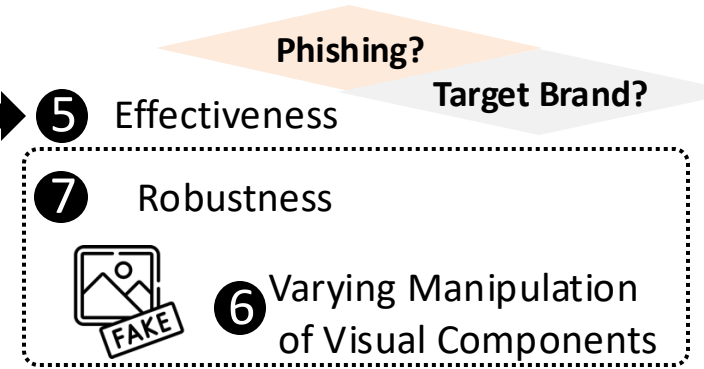 Phishing?
Target Brand?
5 Effectiveness
7 Robustness
FAKE
6 Varying Manipulation
of Visual Components